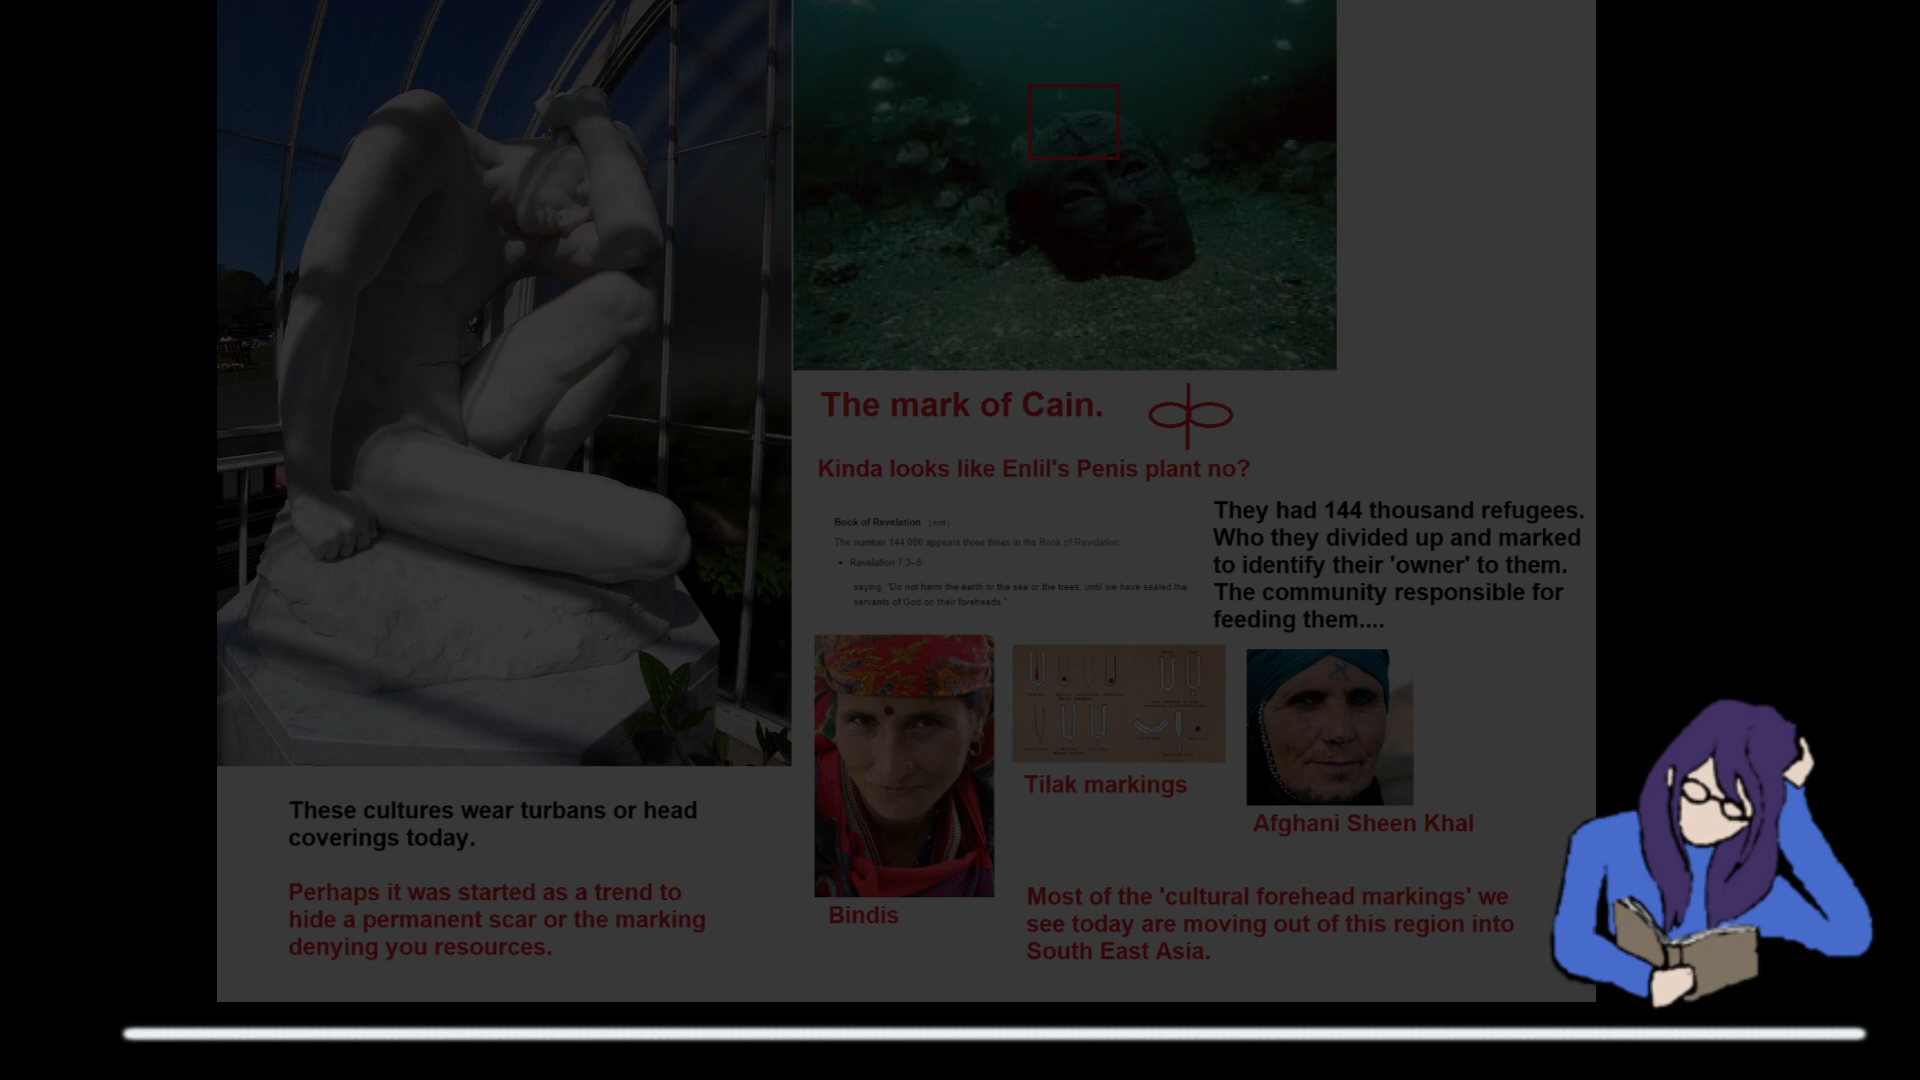 The mark of Cain.
Kinda looks like Enlil's Penis plant no?
Book of Revelation [ edit ]
The number 144,000 appears three times in the Book of Revelation
• Revelation 7:3–8
saying: "Do not harm the earth or the sea or the trees, until we have sealed the
servants of God on their foreheads."
They had 144 thousand refugees.
Who they divided up and marked
to identify their 'owner' to them.
The community responsible for
feeding them....
Tilak markings
Afghani Sheen Khal
Bindis
These cultures wear turbans or head
coverings today.
Perhaps it was started as a trend to
hide a permanent scar or the marking
denying you resources.
Most of the 'cultural forehead markings' we
see today are moving out of this region into
South East Asia.